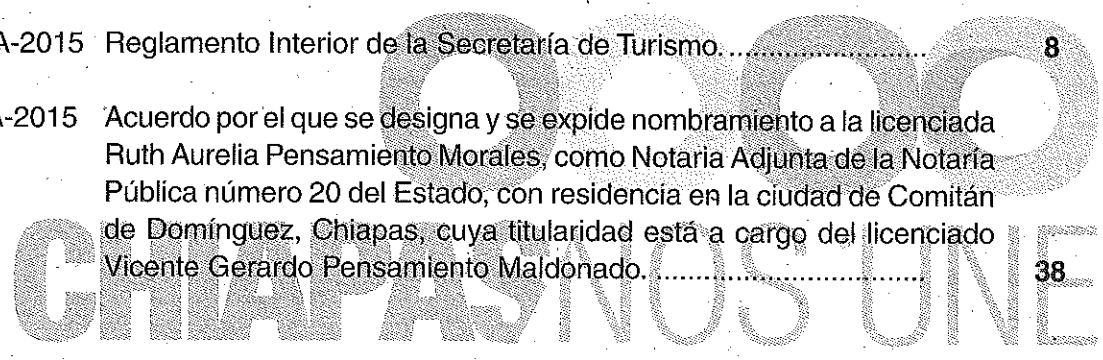 A-2015 Reglamento Interior de la Secretaría de Turismo............................ 8
A-2015 Acuerdo por el que se designa y se expide nombramiento a la licenciada
Ruth Aurelia Pensamiento Morales, como Notaria Adjunta de la Notaría
Pública número 20 del Estado, con residencia en la ciudad de Comitán
de Domínguez, Chiapas, cuya titularidad está a cargo del licenciado
Vicente Gerardo Pensamiento Maldonado.................................... 38
CHIAPASNOS UNE